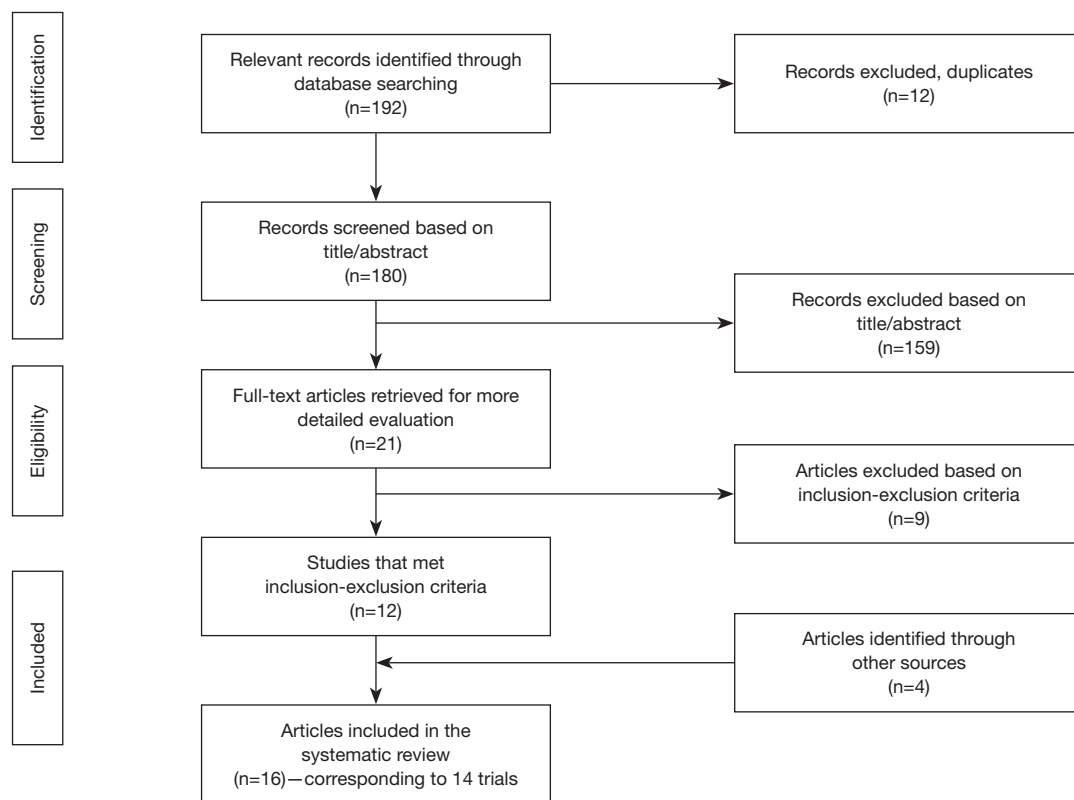 Identification
Relevant records identified through
database searching
(n=192)
Records excluded, duplicates
(n=12)
Screening
Records screened based on
title/abstract
(n=180)
Records excluded based on
title/abstract
(n=159)
Eligibility
Full-text articles retrieved for more
detailed evaluation
(n=21)
Articles excluded based on
inclusion-exclusion criteria
(n=9)
Included
Studies that met
inclusion-exclusion criteria
(n=12)
Articles identified through
other sources
(n=4)
Articles included in the
systematic review
(n=16)—corresponding to 14 trials